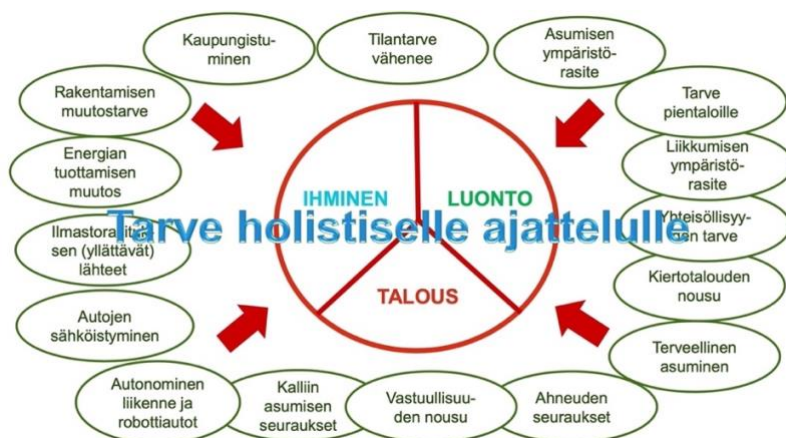 Kaupungistu-
minen
Tilantarve
vähenee
Asumisen
ympäristö-
rasite
Rakentamisen
muutostarve
Tarve
pientaloille
Energian
tuottamisen
muutos
Liikkumisen
ympäristö-
rasite
IHMINEN
LUONTO
TALOUS
Tarve holistiselle ajattelulle
sen (yllättävät)
lähteet
tarve
Kiertotalouden
nousu
Autojen
sähköistyminen
Terveellinen
asuminen
Autonominen
liikenne ja
robottiautot
Kalliin
asumisen
seuraukset
Vastuullisuu-
den nousu
Ahneuden
seuraukset